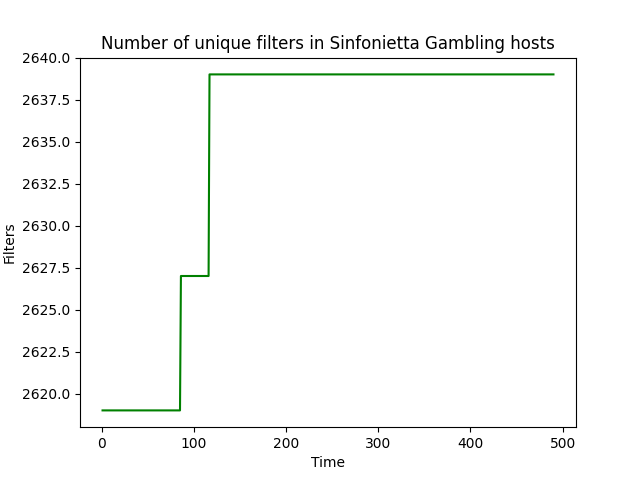 Number of unique filters in Sinfonietta Gambling hosts
2640.0
2637.5
2635.0
2632.5
2630.0
2627.5
2625.0
2622.5
2620.0
Filters
0 100 200 300 400 500
Time